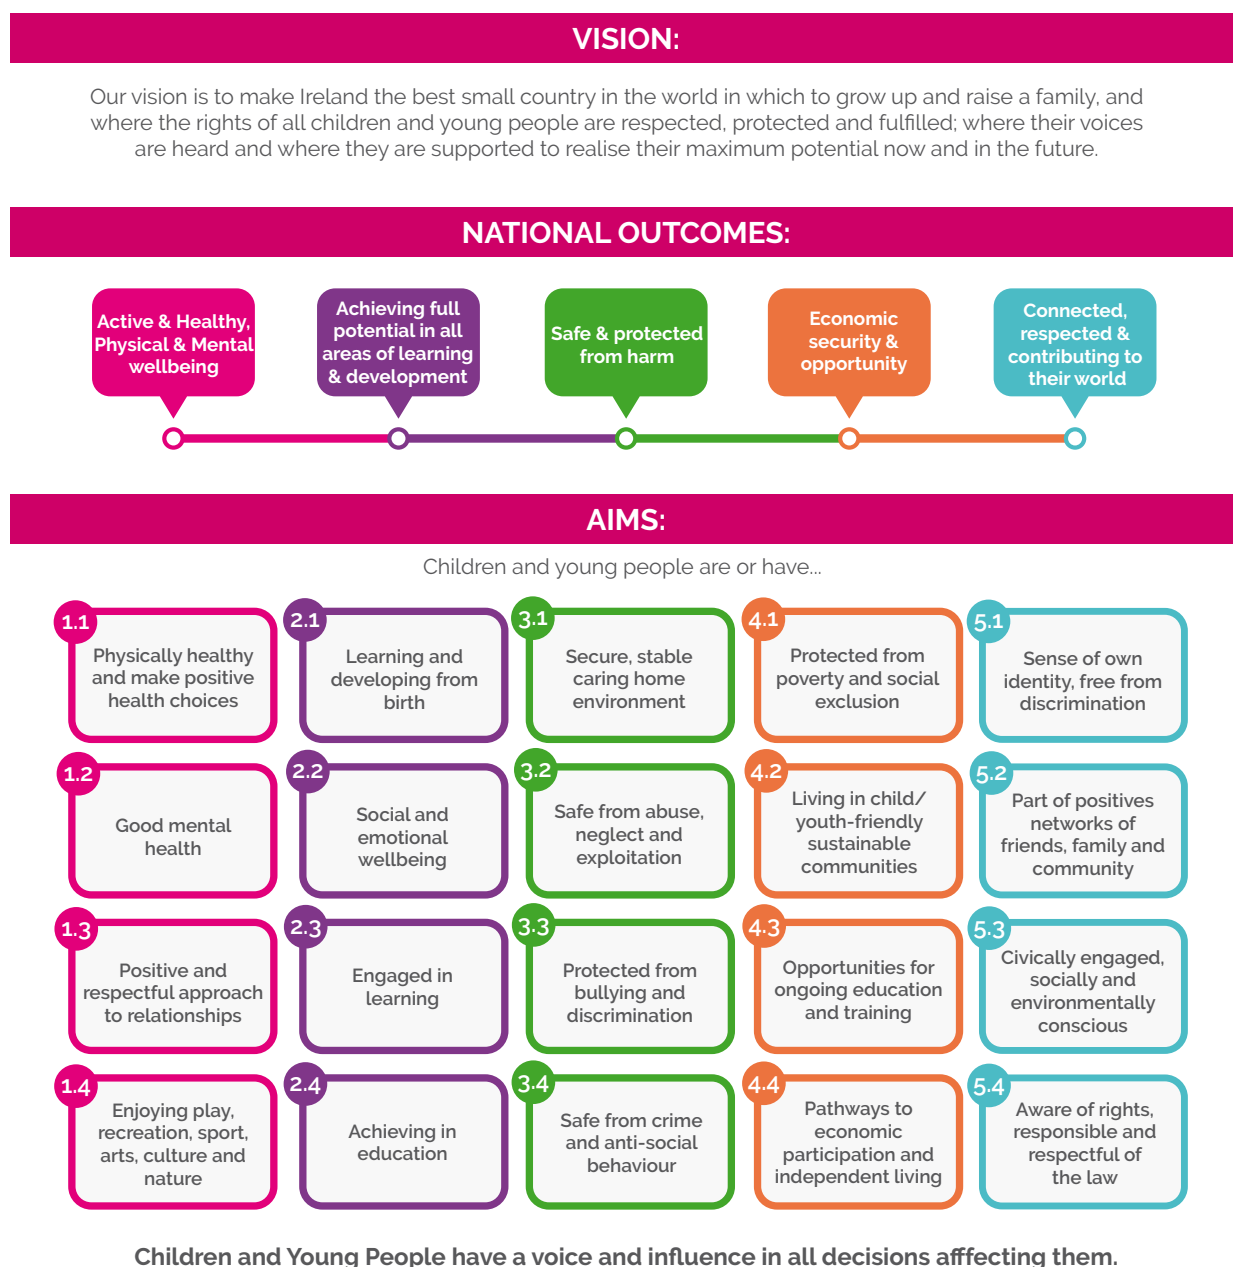 VISION:
Our vision is to make Ireland the best small country in the world in which to grow up and raise a family, and
where the rights of all children and young people are respected, protected and fulfilled; where their voices
are heard and where they are supported to realise their maximum potential now and in the future.
NATIONAL OUTCOMES:
Active & Healthy,
Physical & Mental
wellbeing
Achieving full
potential in all
areas of learning
& development
Safe & protected
from harm
Economic
security &
opportunity
Connected,
respected &
contributing to
their world
AIMS:
Children and young people are or have...
1.1
Physically healthy
and make positive
health choices
2.1
Learning and
developing from
birth
3.1
Secure, stable
caring home
environment
4.1
Protected from
poverty and social
exclusion
5.1
Sense of own
identity, free from
discrimination
1.2
Good mental
health
2.2
Social and
emotional
wellbeing
3.2
Safe from abuse,
neglect and
exploitation
4.2
Living in child/
youth-friendly
sustainable
communities
5.2
Part of positives
networks of
friends, family and
community
1.3
Positive and
respectful approach
to relationships
2.3
Engaged in
learning
3.3
Protected from
bullying and
discrimination
4.3
Opportunities for
ongoing education
and training
5.3
Civically engaged,
socially and
environmentally
conscious
1.4
Enjoying play,
recreation, sport,
arts, culture and
nature
2.4
Achieving in
education
3.4
Safe from crime
and anti-social
behaviour
4.4
Pathways to
economic
participation and
independent living
5.4
Aware of rights,
responsible and
respectful of
the law
Children and Young People have a voice and influence in all decisions afffecting them.